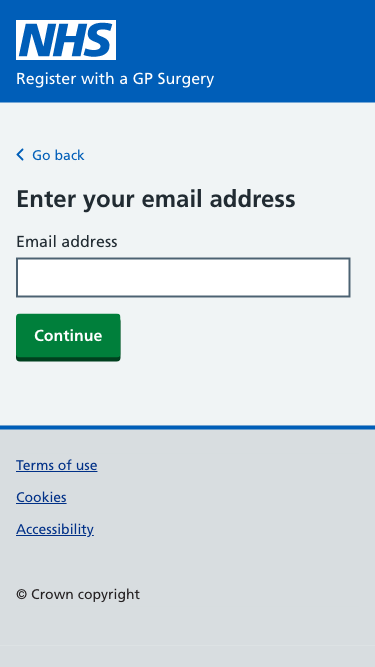 NHS
Register with a GP Surgery
Go back
Enter your email address
Email address
Continue
Terms of use
Cookies
Accessibility
© Crown copyright